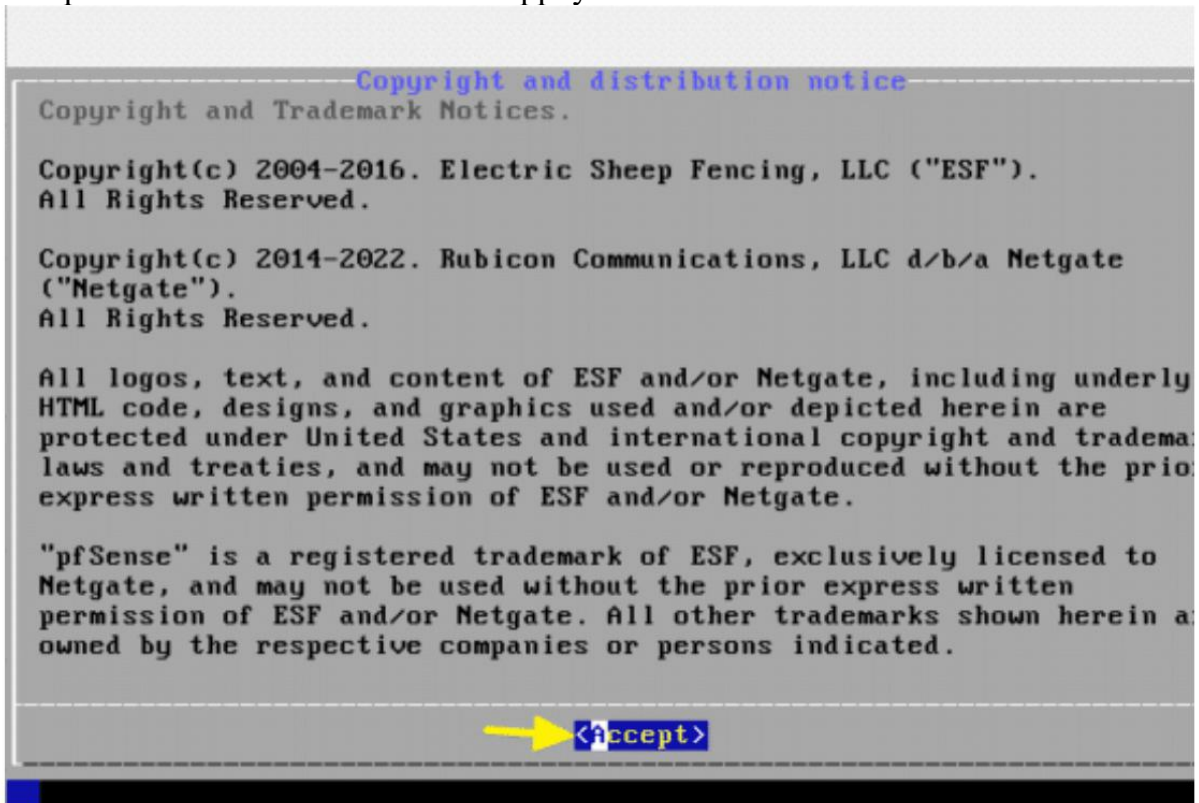 Copyright and distribution notice
Copyright and Trademark Notices.
Copyright(c) 2004-2016. Electric Sheep Fencing, LLC ("ESF").
All Rights Reserved.
Copyright(c) 2014-2022. Rubicon Communications, LLC d/b/a Netgate
("Netgate").
All Rights Reserved.
All logos, text, and content of ESF and/or Netgate, including underly
HTML code, designs, and graphics used and/or depicted herein are
protected under United States and international copyright and tradema
laws and treaties, and may not be used or reproduced without the prio
express written permission of ESF and/or Netgate.
"pfSense" is a registered trademark of ESF, exclusively licensed to
Netgate, and may not be used without the prior express written
permission of ESF and/or Netgate. All other trademarks shown herein a
owned by the respective companies or persons indicated.
<Accept>